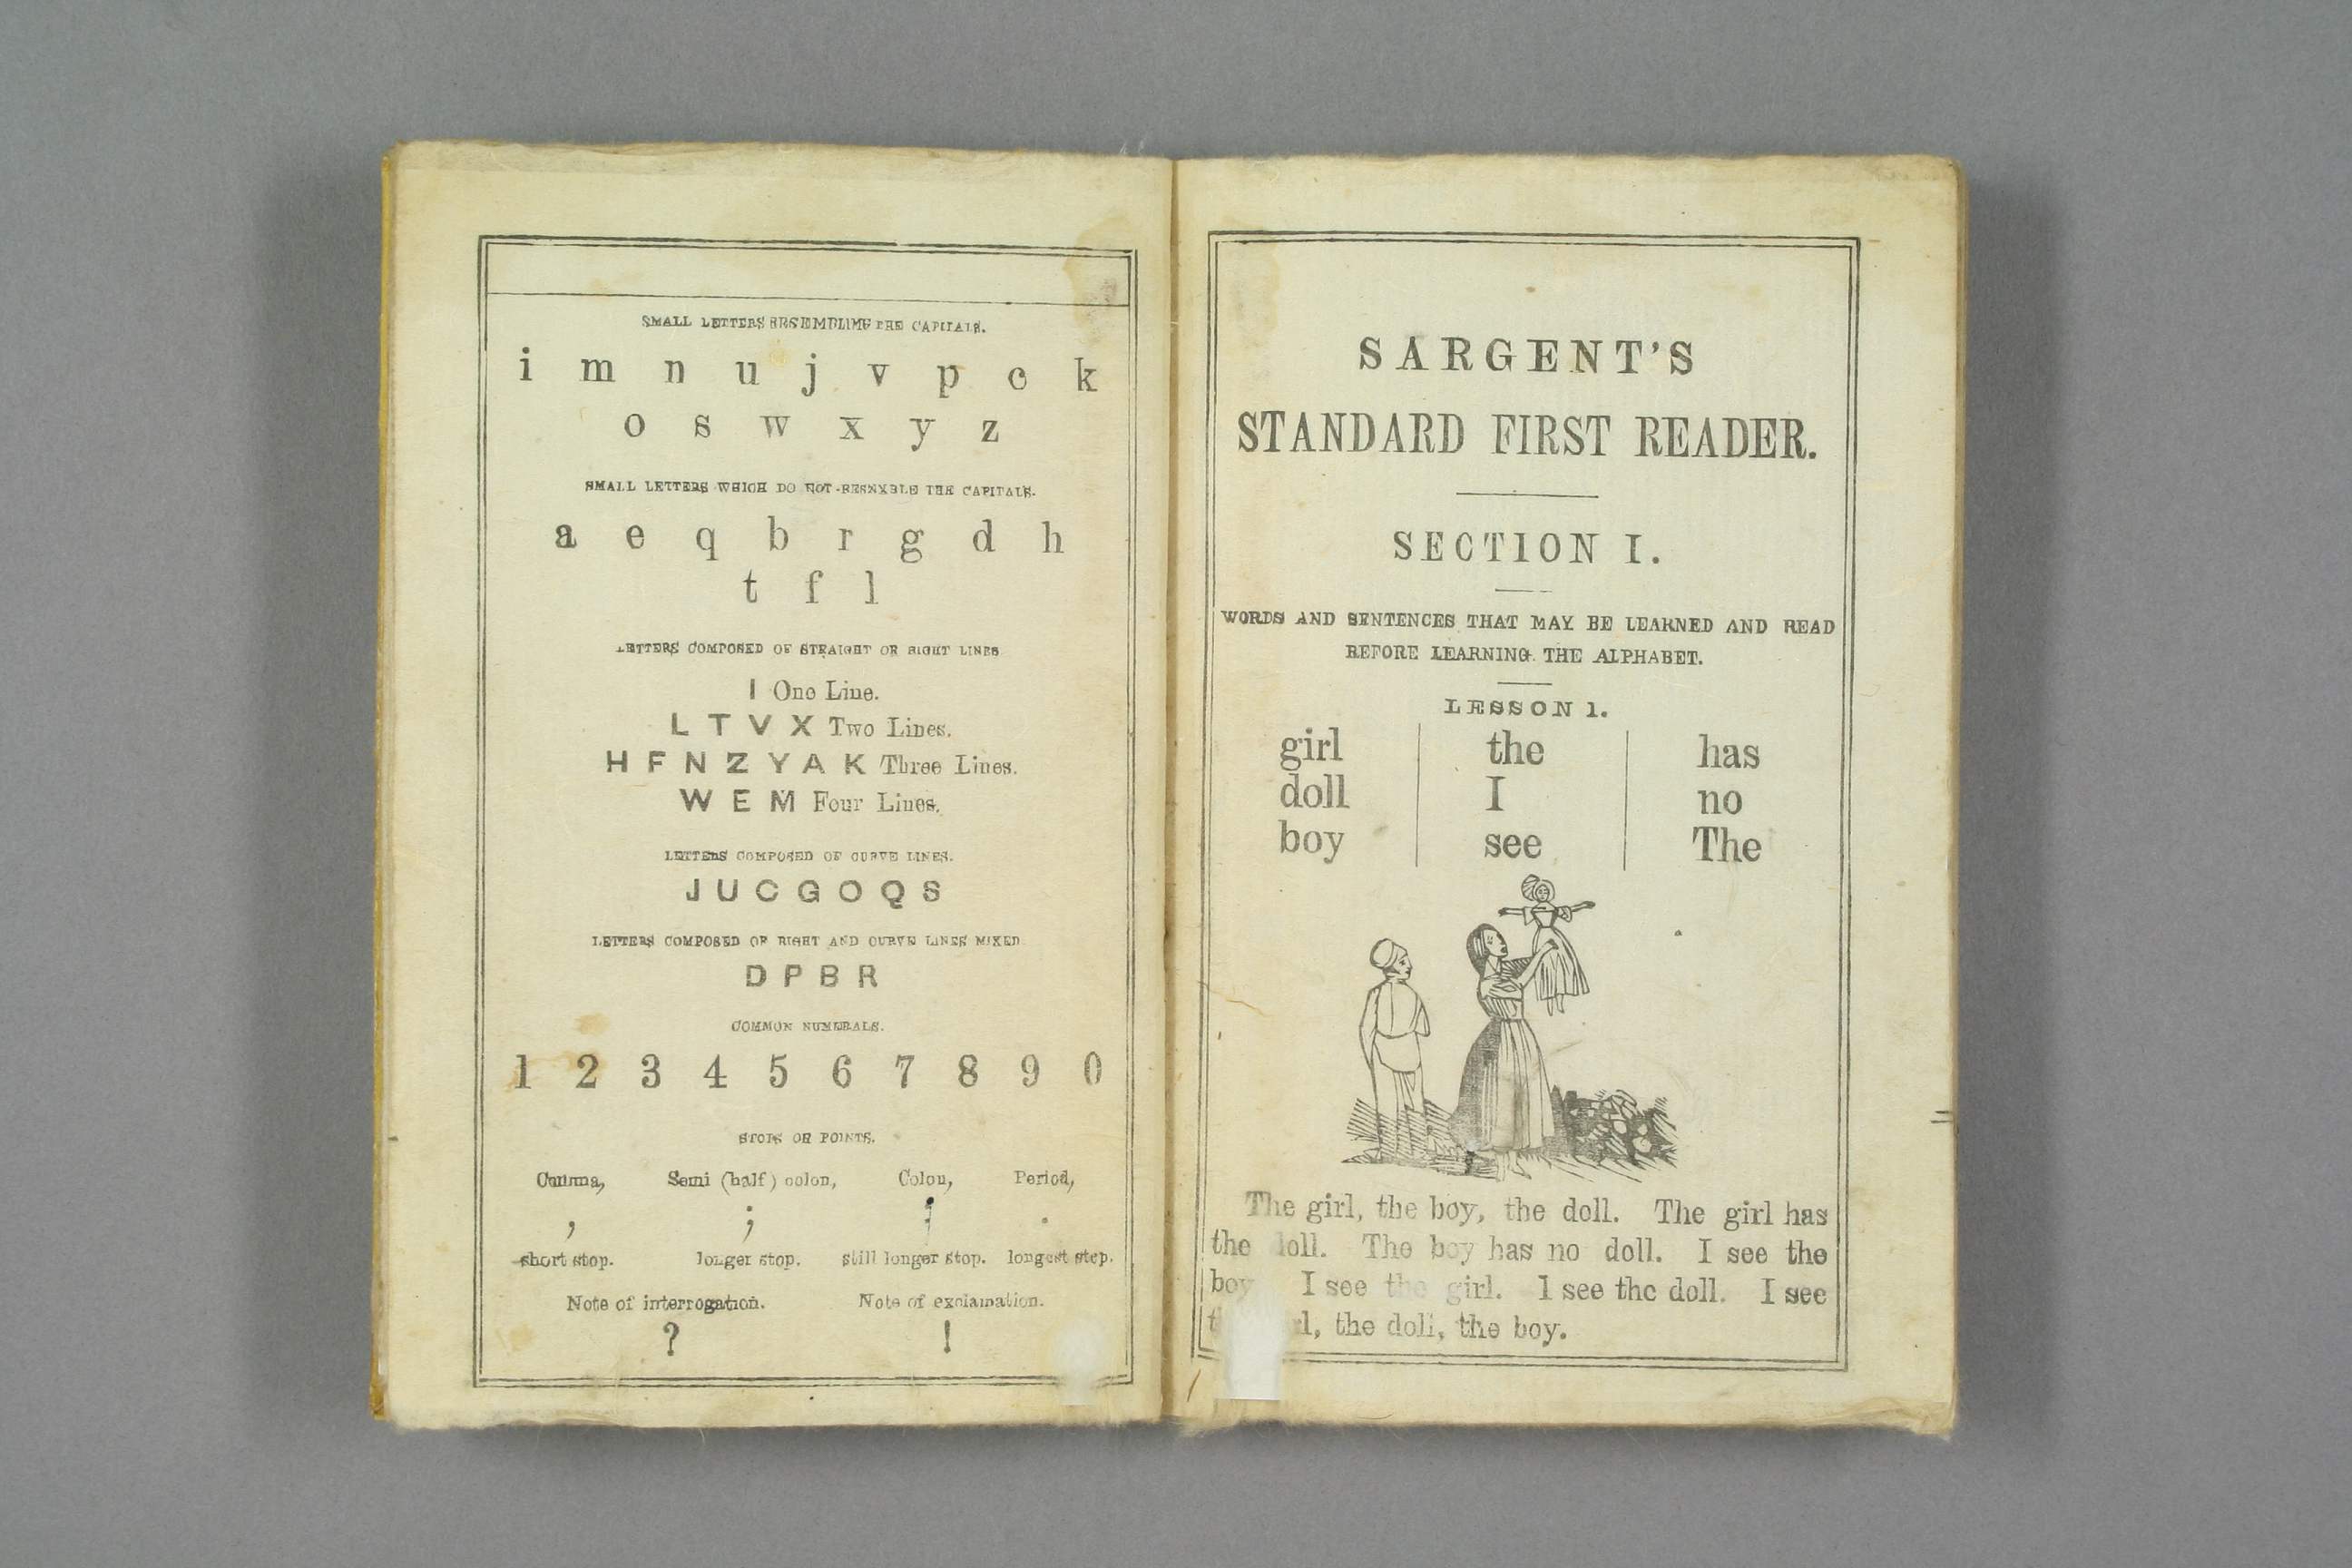 SMALL LETTERS RESEMBLING THE CAPITALS.
i m n u j v p c k
o s w x y z
SMALL LETTERS WHICH DO NOT RESEMBLE THE CAPITALS.
a e q b r g d h
t f l
LETTERS COMPOSED OF STRAIGHT OR RIGHT LINES
I One Line.
L T V X Two Lines.
H F N Z Y A K Three Lines.
W E M Four Lines.
LETTERS COMPOSED OF CURVE LINES.
J U C G O Q S
LETTERS COMPOSED OF RIGHT AND CURVE LINES MIXED
D P B R
COMMON NUMERALS.
1 2 3 4 5 6 7 8 9 0
STOPS OR POINTS.
Comma, Semi (half) colon, Colon, Period,
, ; : .
short stop. longer stop. still longer stop. longest stop.
Note of interrogation. Note of exclamation.
? !
SARGENT'S
STANDARD FIRST READER.
SECTION I.
WORDS AND SENTENCES THAT MAY BE LEARNED AND READ
BEFORE LEARNING THE ALPHABET.
LESSON 1.
girl the has
doll I no
boy see The
The girl, the boy, the doll. The girl has
the doll. The boy has no doll. I see the
boy I see the girl. I see the doll. I see
the doll, the boy.